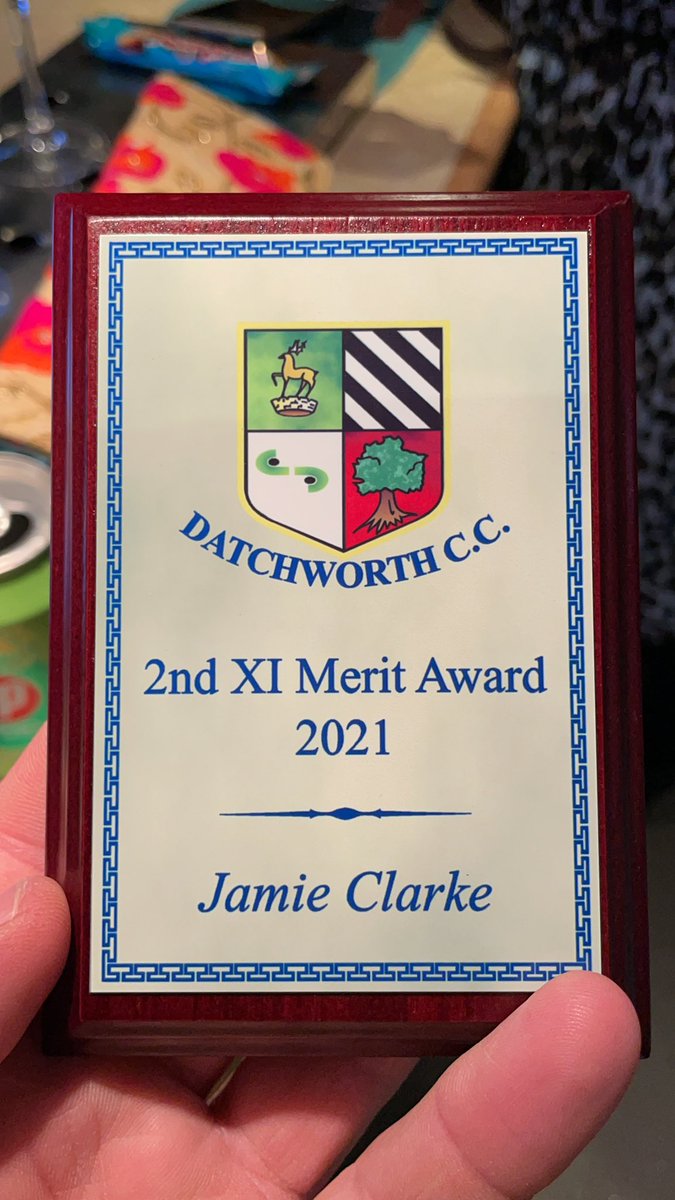 DATCHWORTH C.C.
2nd XI Merit Award
2021
Jamie Clarke